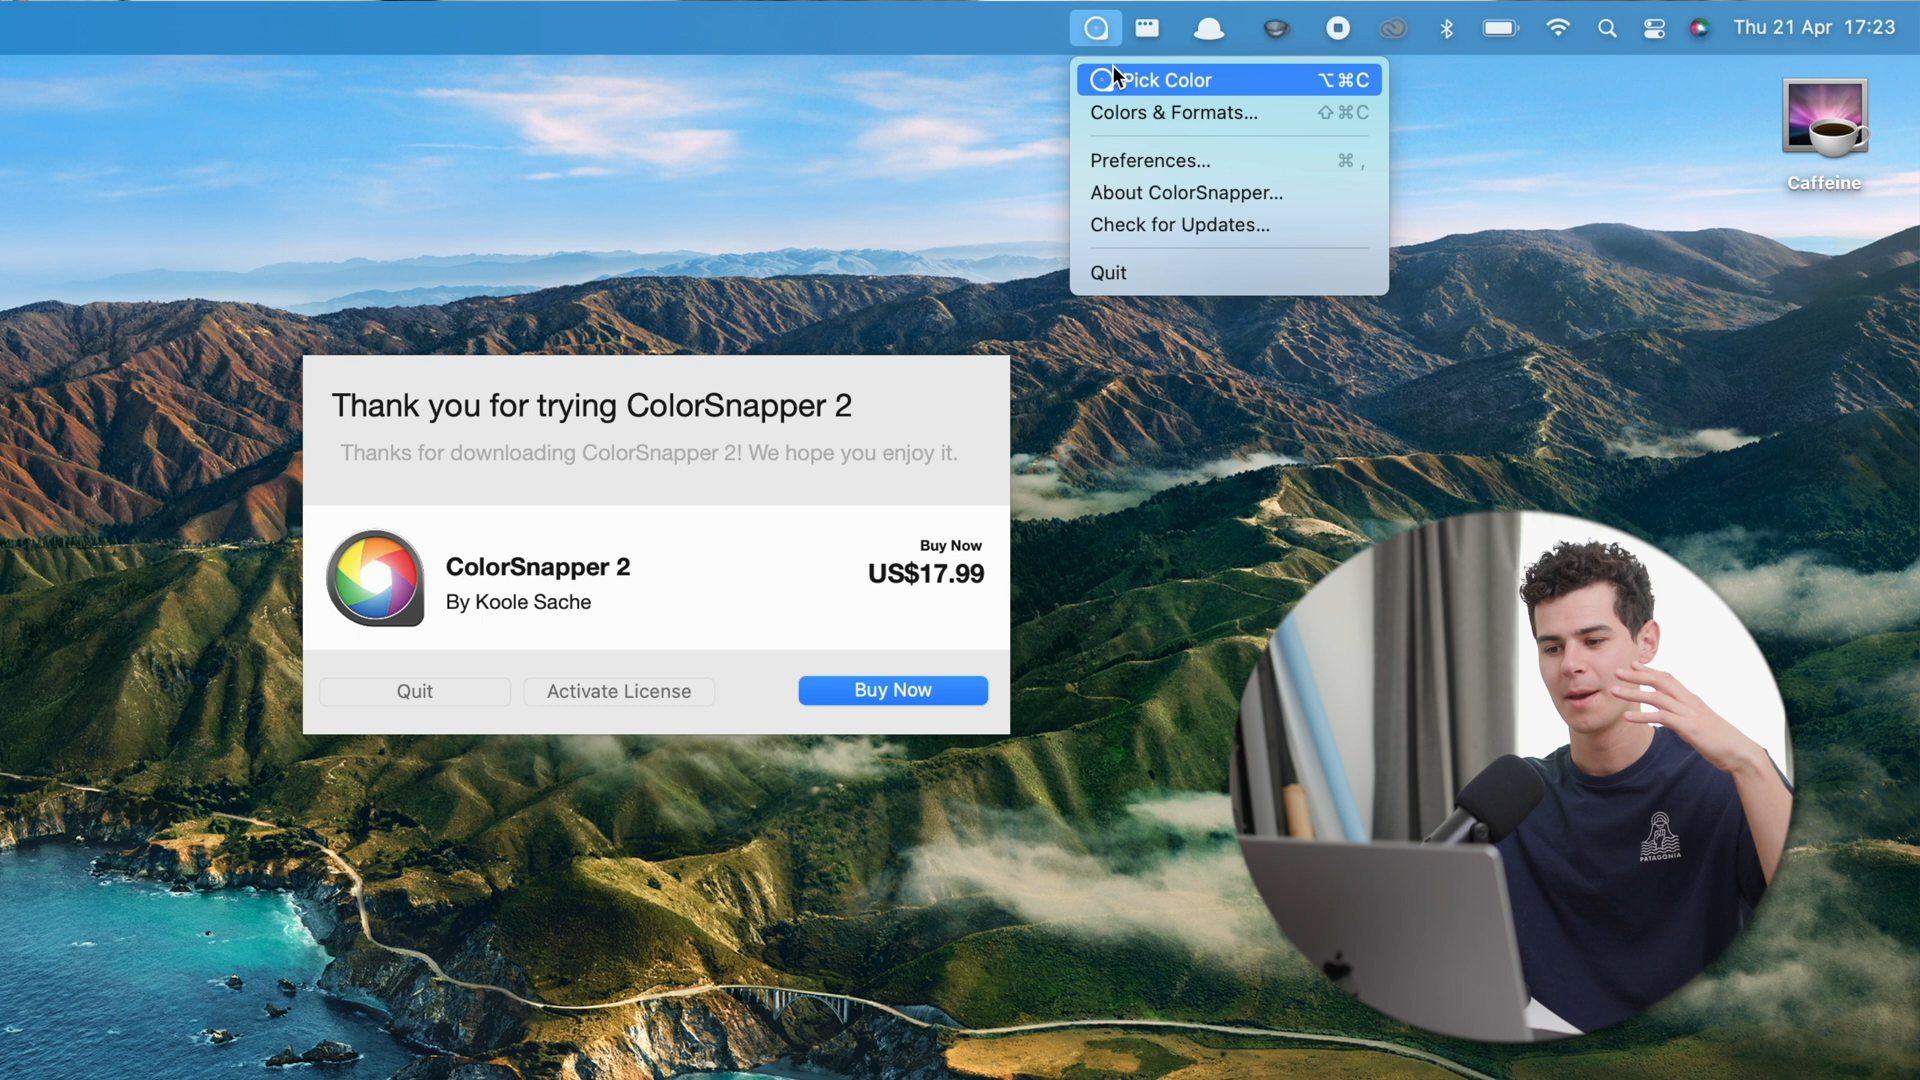 Thu 21 Apr 17:23
Pick Color ⌥⌘C
Colors & Formats... ⇧⌘C
Preferences... ⌘ ,
About ColorSnapper...
Check for Updates...
Quit
Caffeine
Thank you for trying ColorSnapper 2
Thanks for downloading ColorSnapper 2! We hope you enjoy it.
ColorSnapper 2
By Koole Sache
Buy Now
US$17.99
Quit
Activate License
Buy Now
PATAGONIA